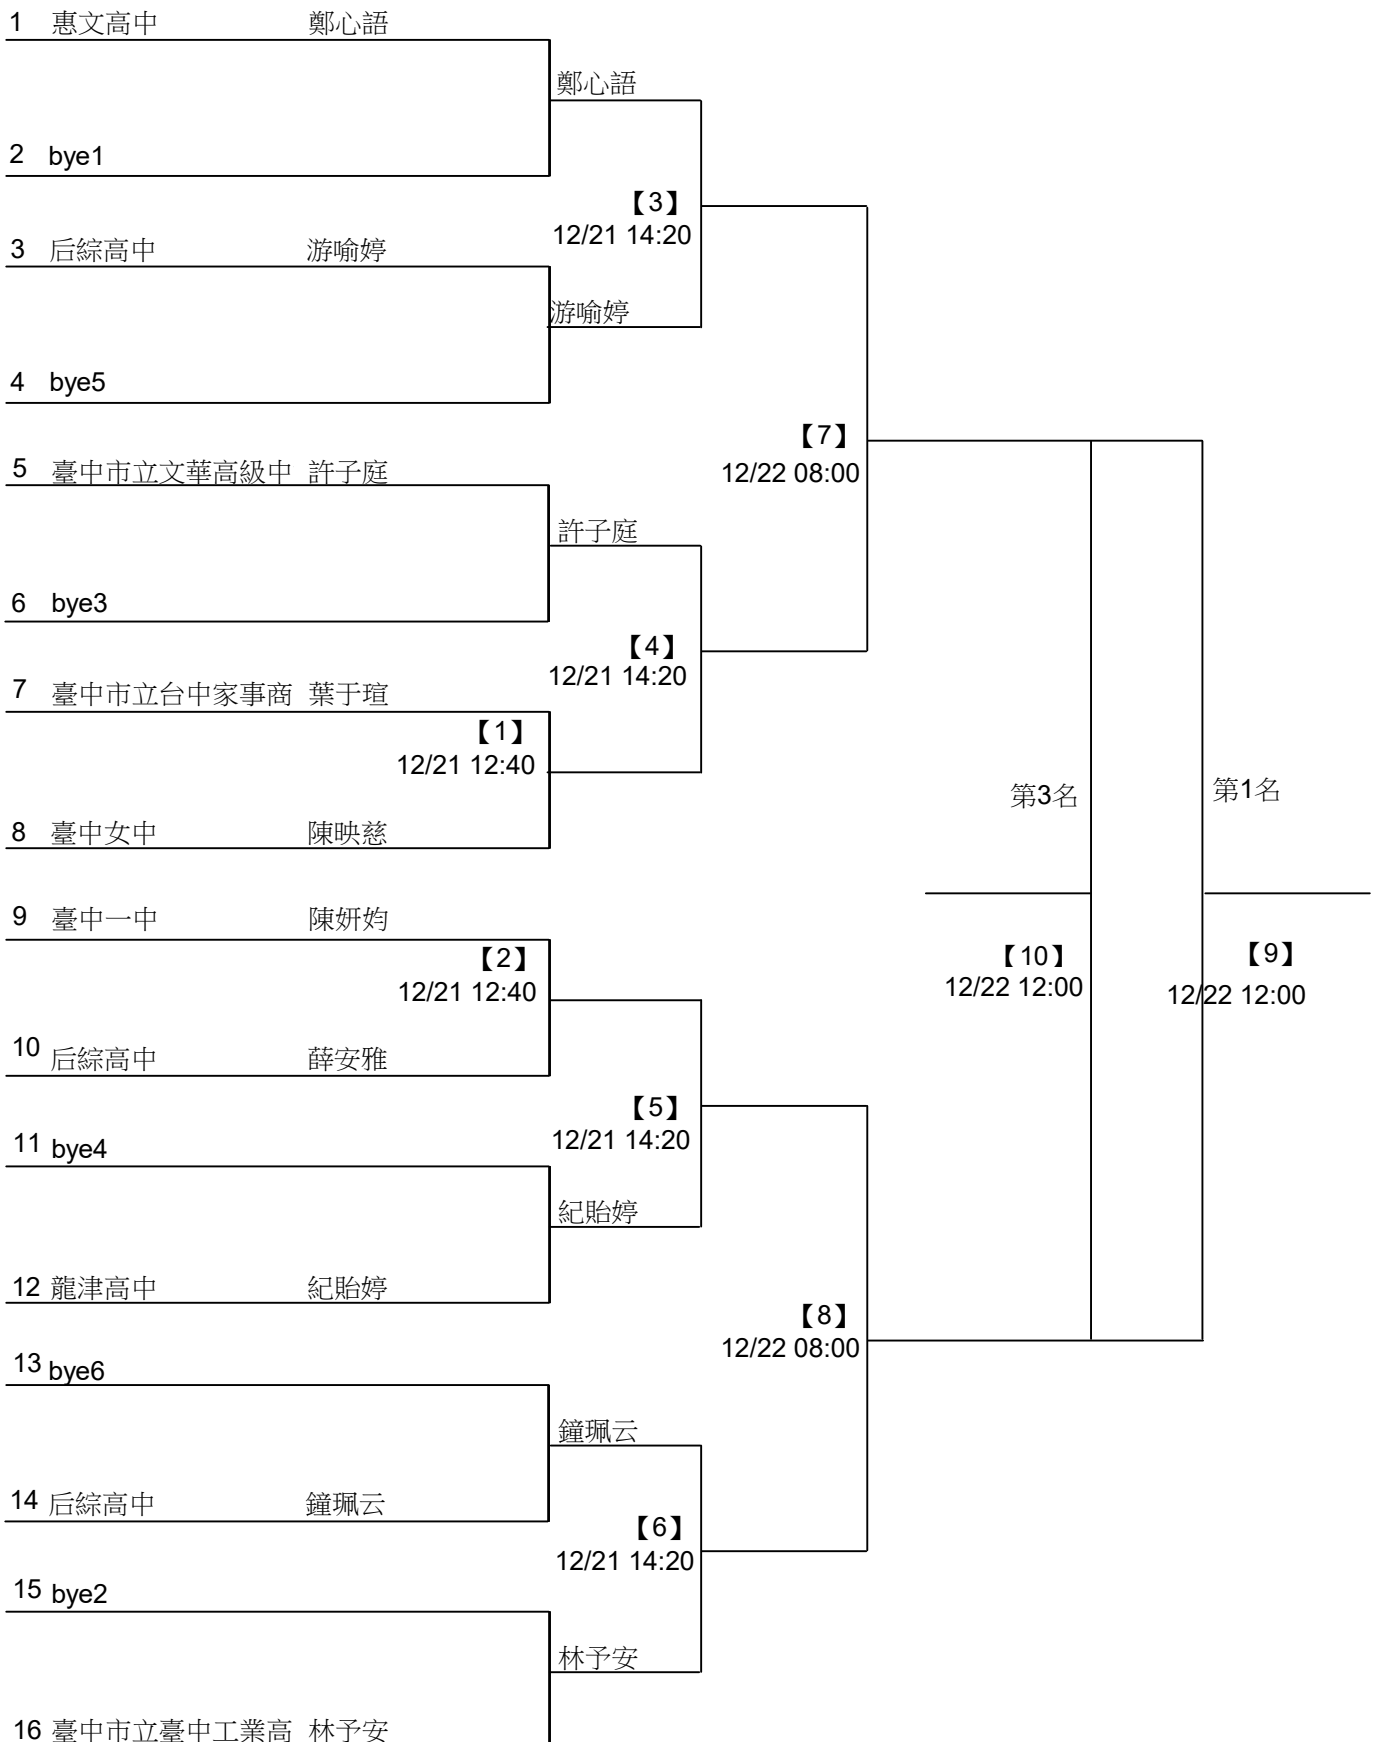 1 惠文高中 鄭心語
鄭心語
2 bye1
【3】
12/21 14:20
3 后綜高中 游喻婷
游喻婷
4 bye5
【7】
12/22 08:00
5 臺中市立文華高級中 許子庭
許子庭
6 bye3
【4】
12/21 14:20
7 臺中市立台中家事商 葉于瑄
【1】
12/21 12:40
第3名
第1名
8 臺中女中 陳映慈
9 臺中一中 陳妍妁
【2】
12/21 12:40
【10】
12/22 12:00
【9】
12/22 12:00
10 后綜高中 薛安雅
【5】
12/21 14:20
11 bye4
紀貽婷
12 龍津高中 紀貽婷
【8】
12/22 08:00
13 bye6
鐘珮云
14 后綜高中 鐘珮云
【6】
12/21 14:20
15 bye2
林予安
16 臺中市立臺中工業高 林予安